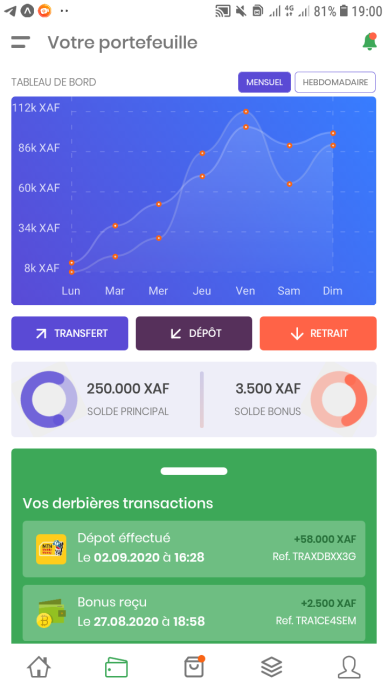 81% 19:00
Votre portefeuille
TABLEAU DE BORD
MENSUEL
HEBDOMADAIRE
112k XAF
86k XAF
60k XAF
34k XAF
8k XAF
Lun Mar Mer Jeu Ven Sam Dim
TRANSFERT
DÉPÔT
RETRAIT
250.000 XAF
SOLDE PRINCIPAL
3.500 XAF
SOLDE BONUS
Vos derbières transactions
Dépot éffectué
+58.000 XAF
Le 02.09.2020 à 16:28
Ref. TRAXDBXX3G
Bonus reçu
+2.500 XAF
Le 27.08.2020 à 18:58
Ref. TRA1CE4SEM